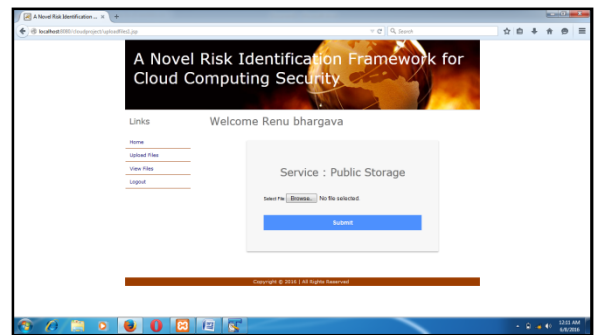 A Novel Risk Identification ... x +
localhost:8080/cloudproject/uploadfiles2.jsp
Search
A Novel Risk Identification Framework for
Cloud Computing Security
Links
Welcome Renu bhargava
Home
Upload Files
View Files
Logout
Service : Public Storage
Select File Browse... No file selected.
Submit
Copyright © 2016 | All Rights Reserved
12:11 AM
6/6/2016